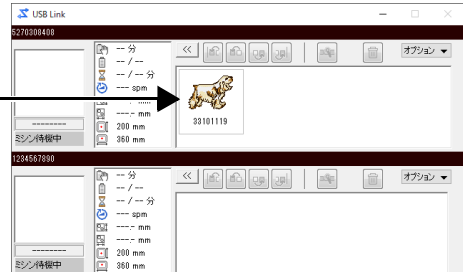 USB Link
5270308408
-- 分
-- / --
-- / -- 分
--- spm
---.- mm
---.- mm
200 mm
360 mm
--------
ミシン待機中
<<
オプション
33101119
1234567890
-- 分
-- / --
-- / -- 分
--- spm
---.- mm
---.- mm
200 mm
360 mm
--------
ミシン待機中
<<
オプション